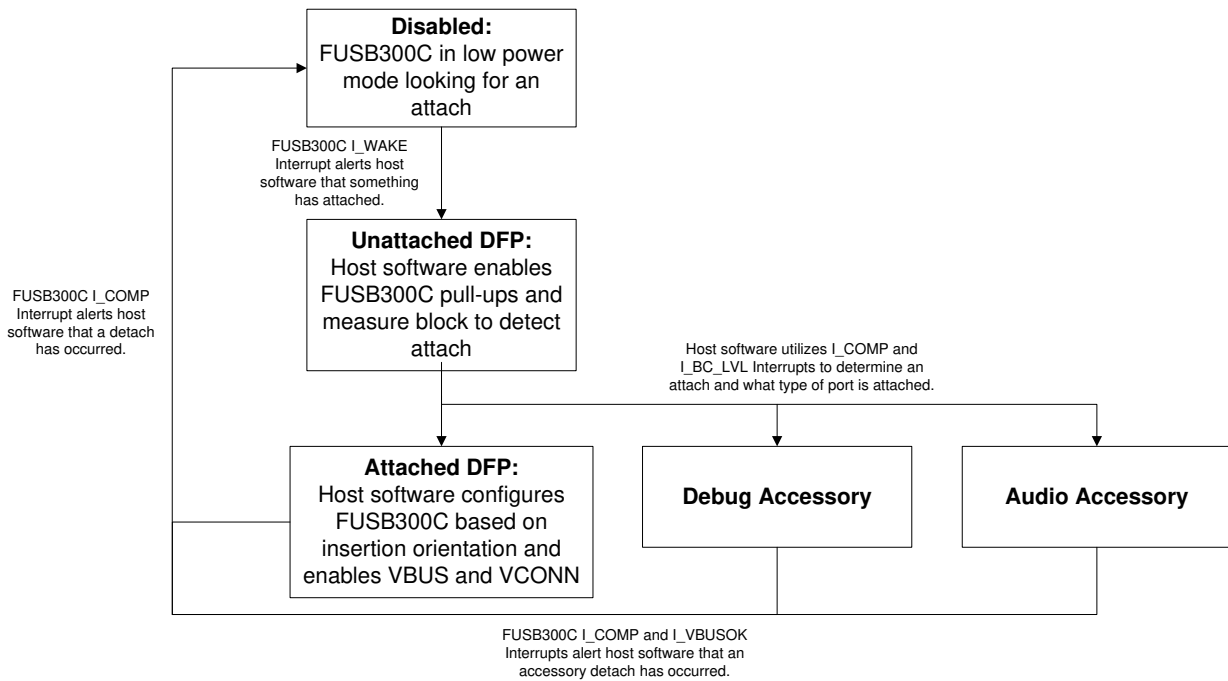 Disabled:
FUSB300C in low power
mode looking for an
attach
FUSB300C I_WAKE
Interrupt alerts host
software that something
has attached.
Unattached DFP:
Host software enables
FUSB300C pull-ups and
measure block to detect
attach
FUSB300C I_COMP
Interrupt alerts host
software that a detach
has occurred.
Host software utilizes I_COMP and
I_BC_LVL Interrupts to determine an
attach and what type of port is attached.
Attached DFP:
Host software configures
FUSB300C based on
insertion orientation and
enables VBUS and VCONN
Debug Accessory
Audio Accessory
FUSB300C I_COMP and I_VBUSOK
Interrupts alert host software that an
accessory detach has occurred.